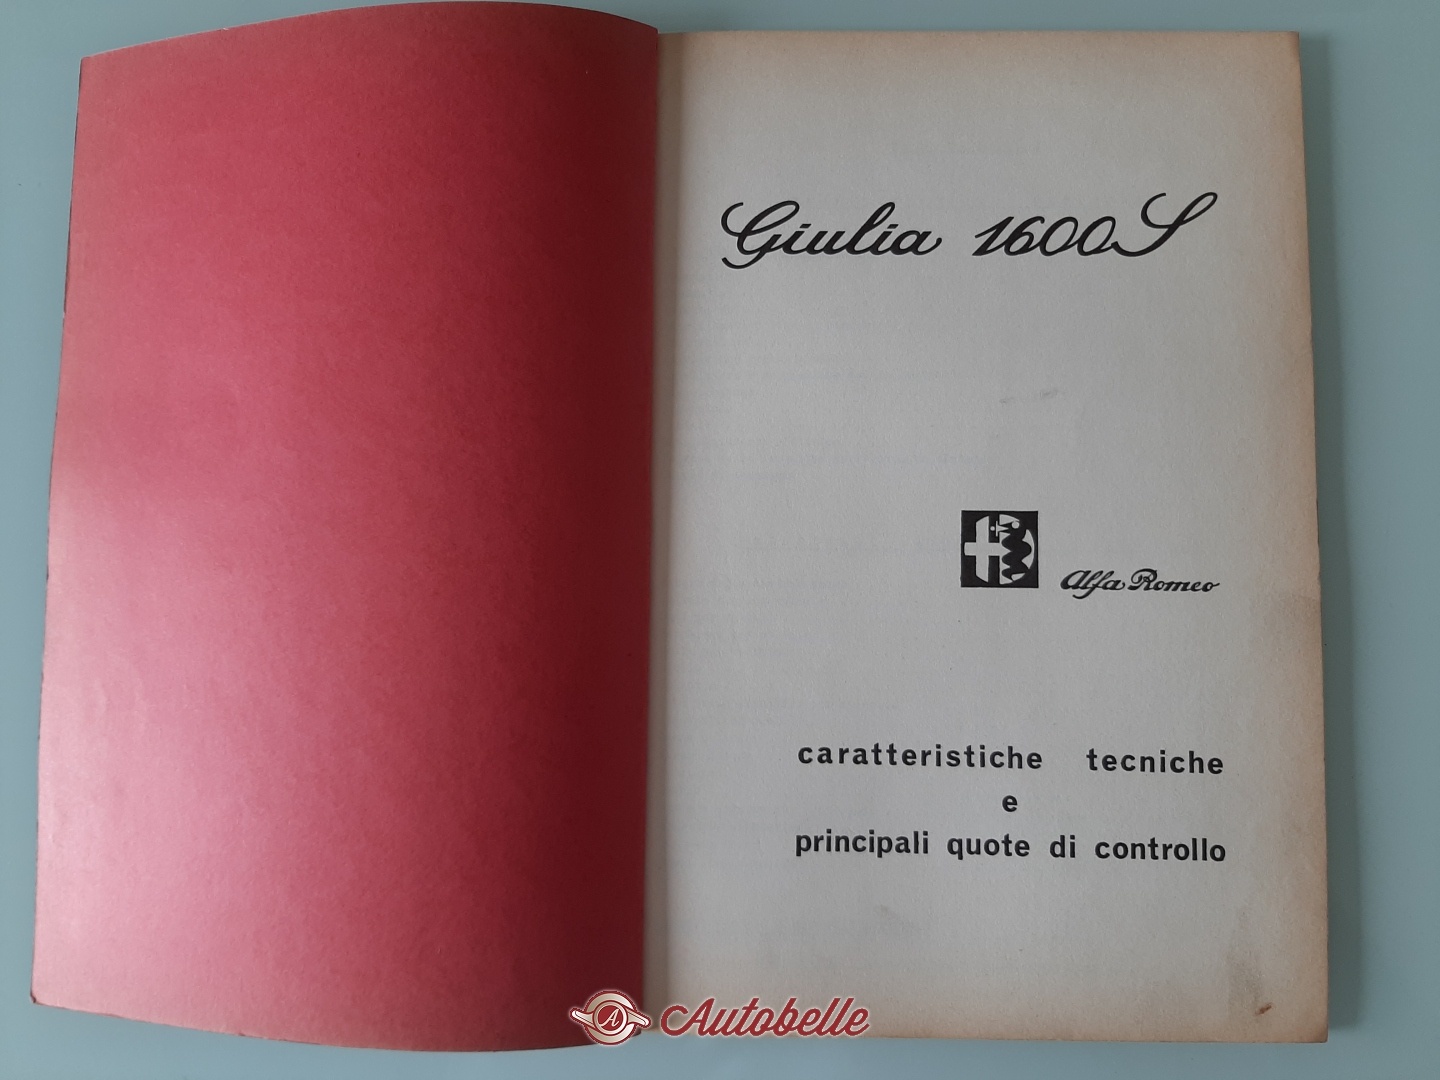 Giulia 1600S
Alfa Romeo
caratteristiche tecniche
e
principali quote di controllo
A Autobelle